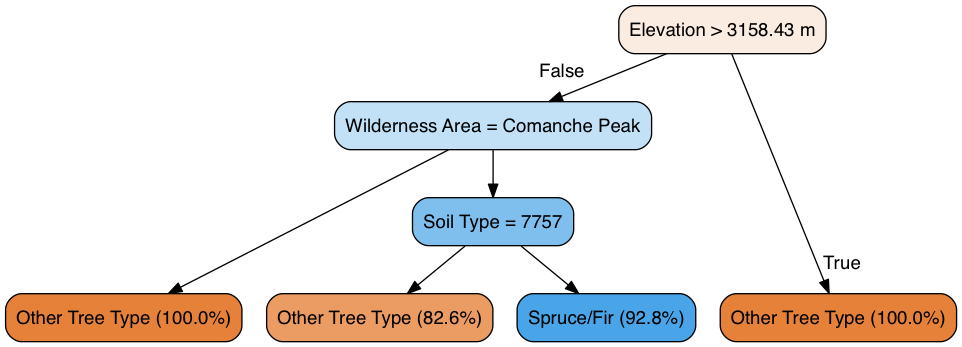 Elevation > 3158.43 m
False
Wilderness Area = Comanche Peak
Soil Type = 7757
True
Other Tree Type (100.0%)
Other Tree Type (82.6%)
Spruce/Fir (92.8%)
Other Tree Type (100.0%)